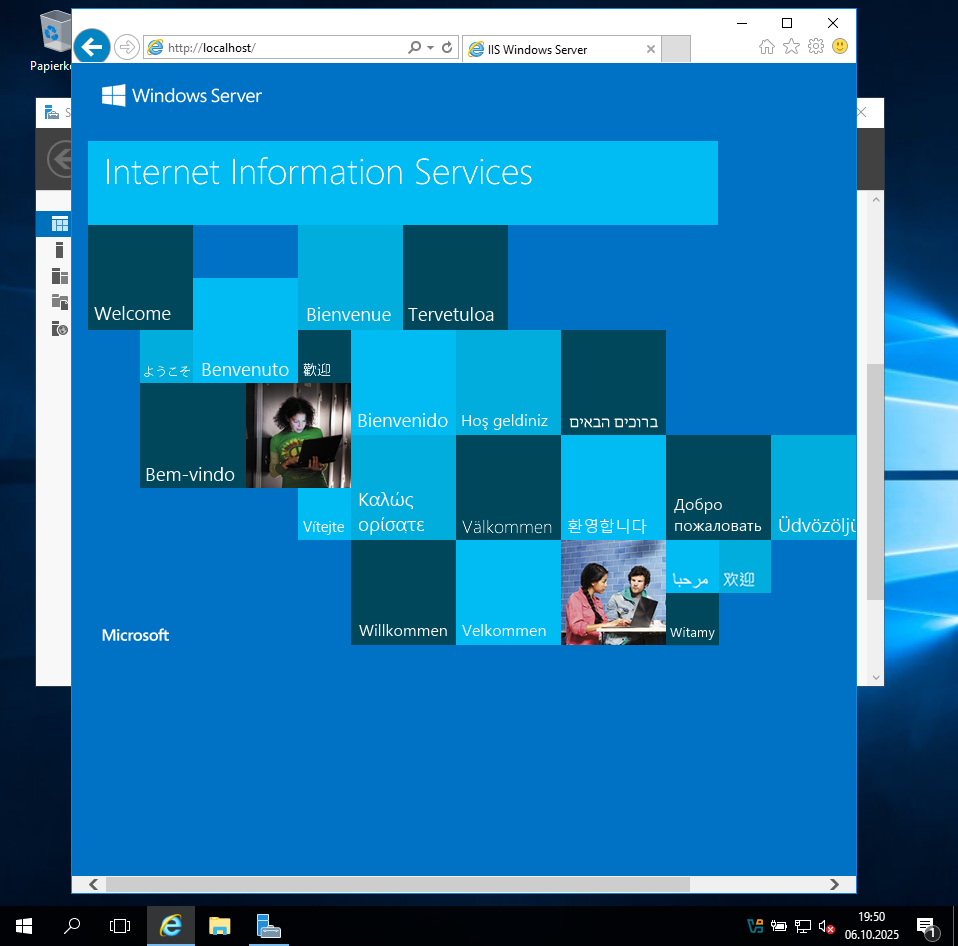 Papierko
http://localhost/
IIS Windows Server
Windows Server
S
Internet Information Services
Welcome
Bienvenue
Tervetuloa
ようこそ
Benvenuto
歡迎
Bienvenido
Hoş geldiniz
ברוכים הבאים
Bem-vindo
Vítejte
Καλώς
ορίσατε
Välkommen
환영합니다
Добро
пожаловать
Üdvözöljü
Willkommen
Velkommen
مرحبا
欢迎
Witamy
Microsoft
19:50
06.10.2025
1